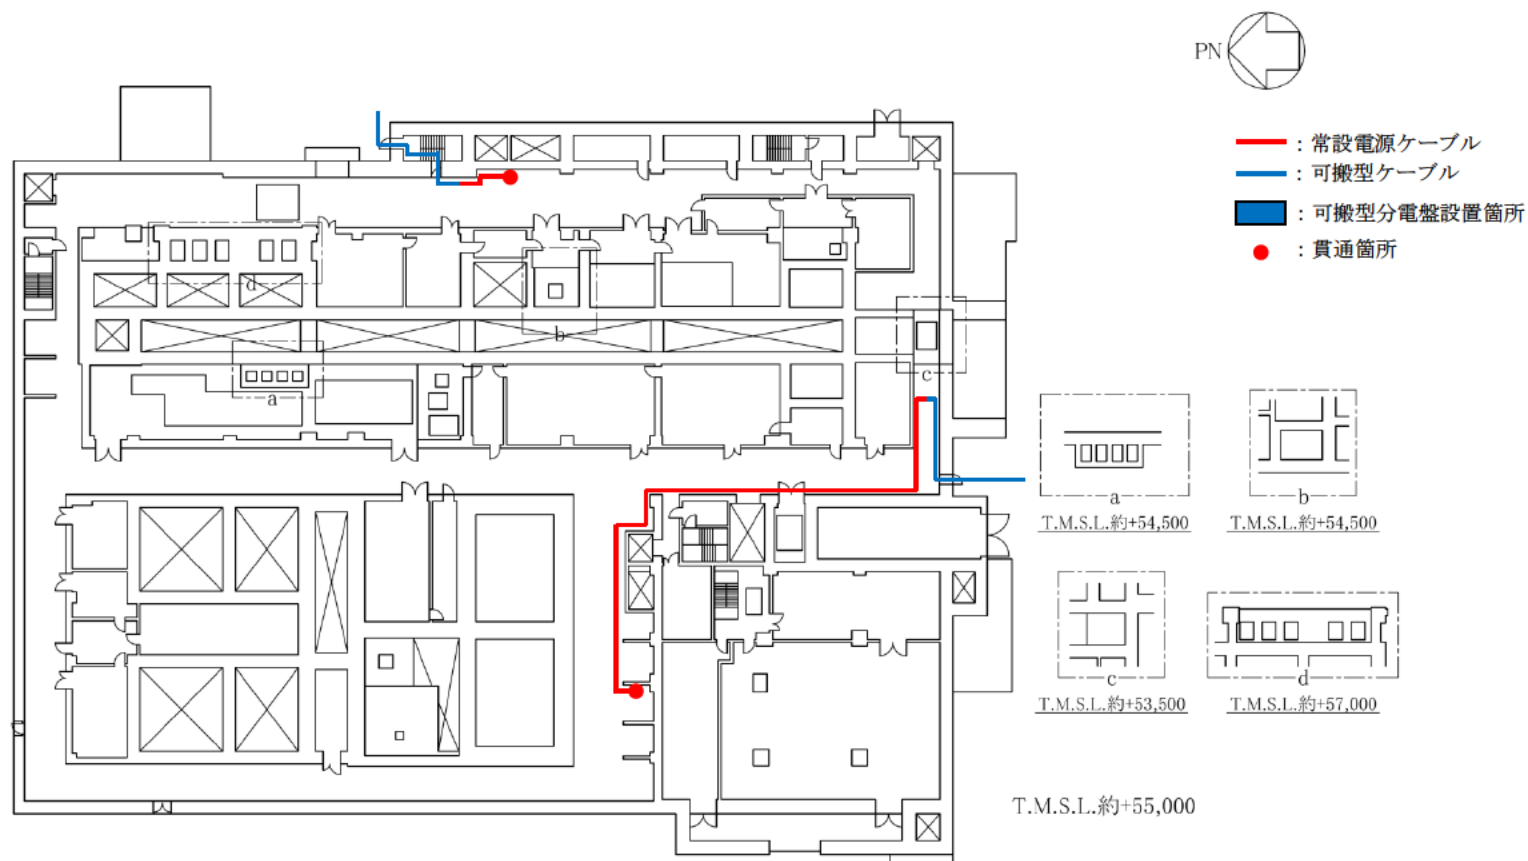 PN
：常設電源ケーブル
：可搬型ケーブル
：可搬型分電盤設置箇所
：貫通箇所
d
b
c
a
a
T.M.S.L.約+54,500
b
T.M.S.L.約+54,500
c
T.M.S.L.約+53,500
d
T.M.S.L.約+57,000
T.M.S.L.約+55,000